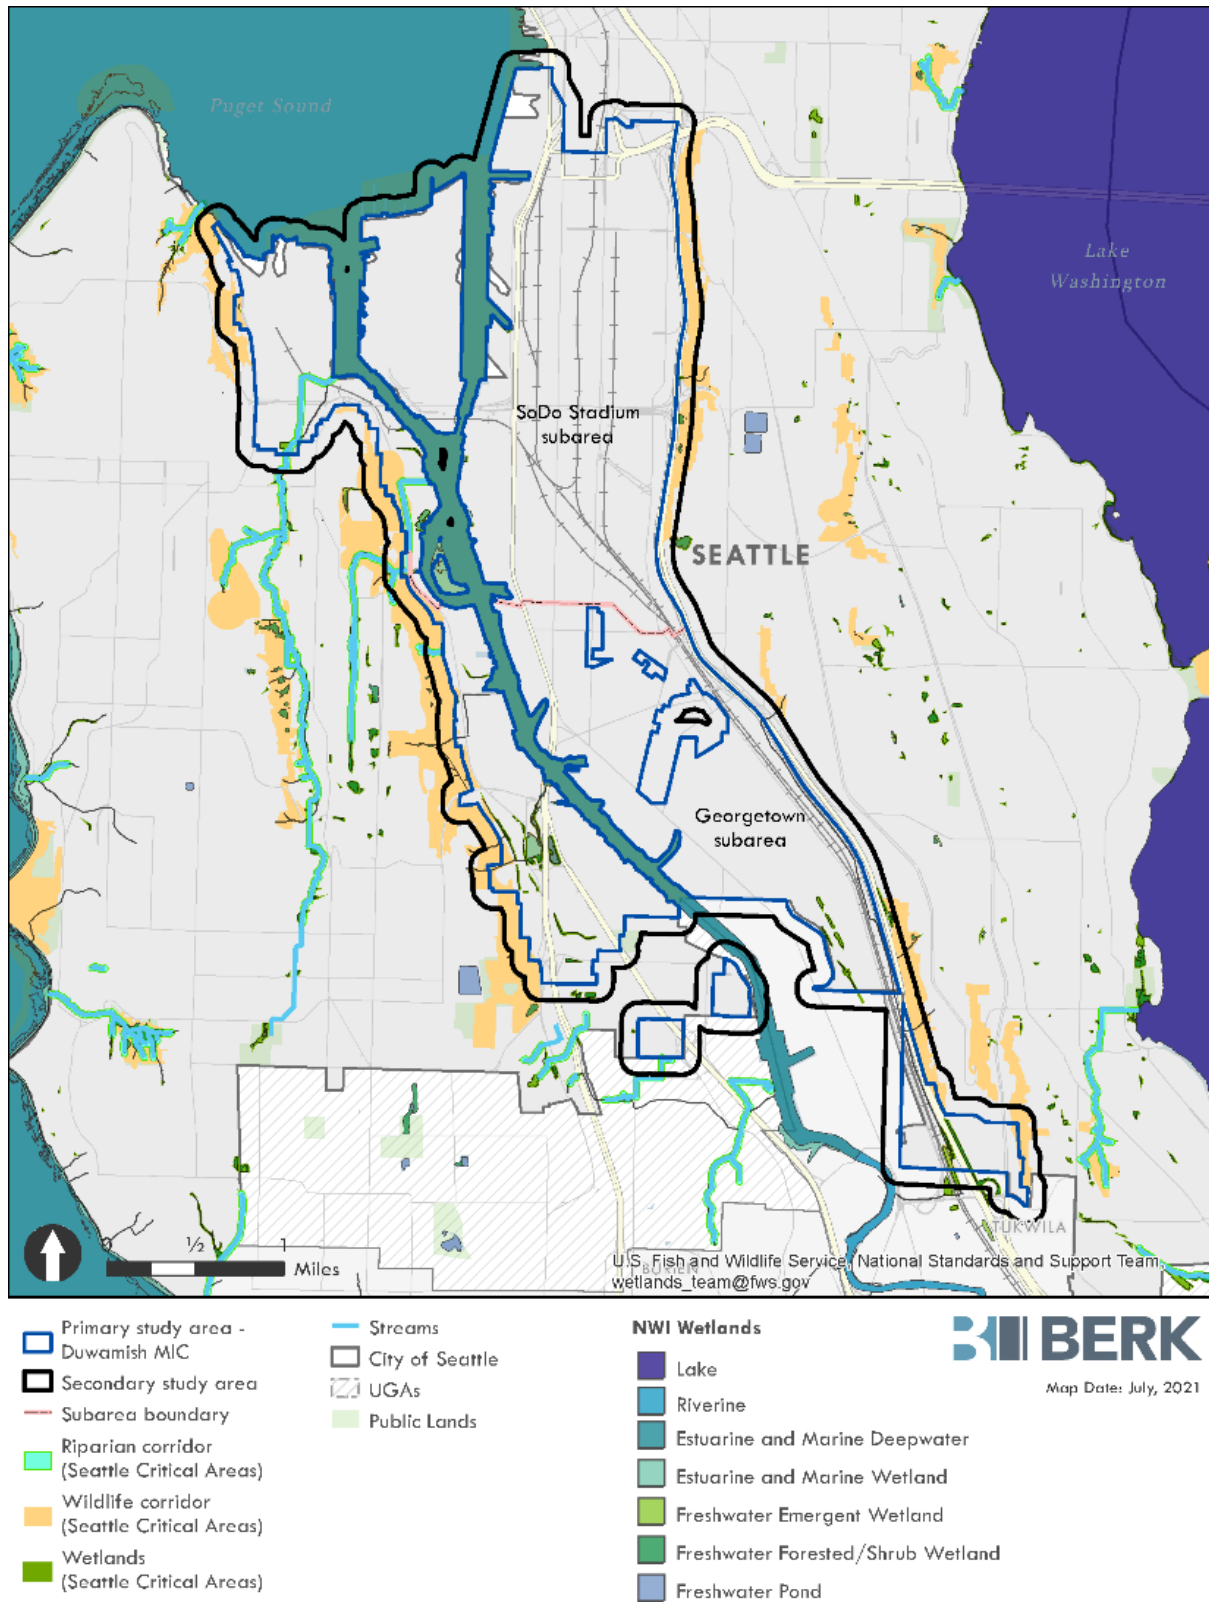 Puget Sound
Lake
Washington
SoDo Stadium
subarea
SEATTLE
Georgetown
subarea
TUKWILA
BURIEN
0 ½ 1
Miles
U.S. Fish and Wildlife Service, National Standards and Support Team,
wetlands_team@fws.gov
Primary study area -
Duwamish MIC
Secondary study area
Subarea boundary
Riparian corridor
(Seattle Critical Areas)
Wildlife corridor
(Seattle Critical Areas)
Wetlands
(Seattle Critical Areas)
Streams
City of Seattle
UGAs
Public Lands
NWI Wetlands
Lake
Riverine
Estuarine and Marine Deepwater
Estuarine and Marine Wetland
Freshwater Emergent Wetland
Freshwater Forested/Shrub Wetland
Freshwater Pond
BERK
Map Date: July, 2021